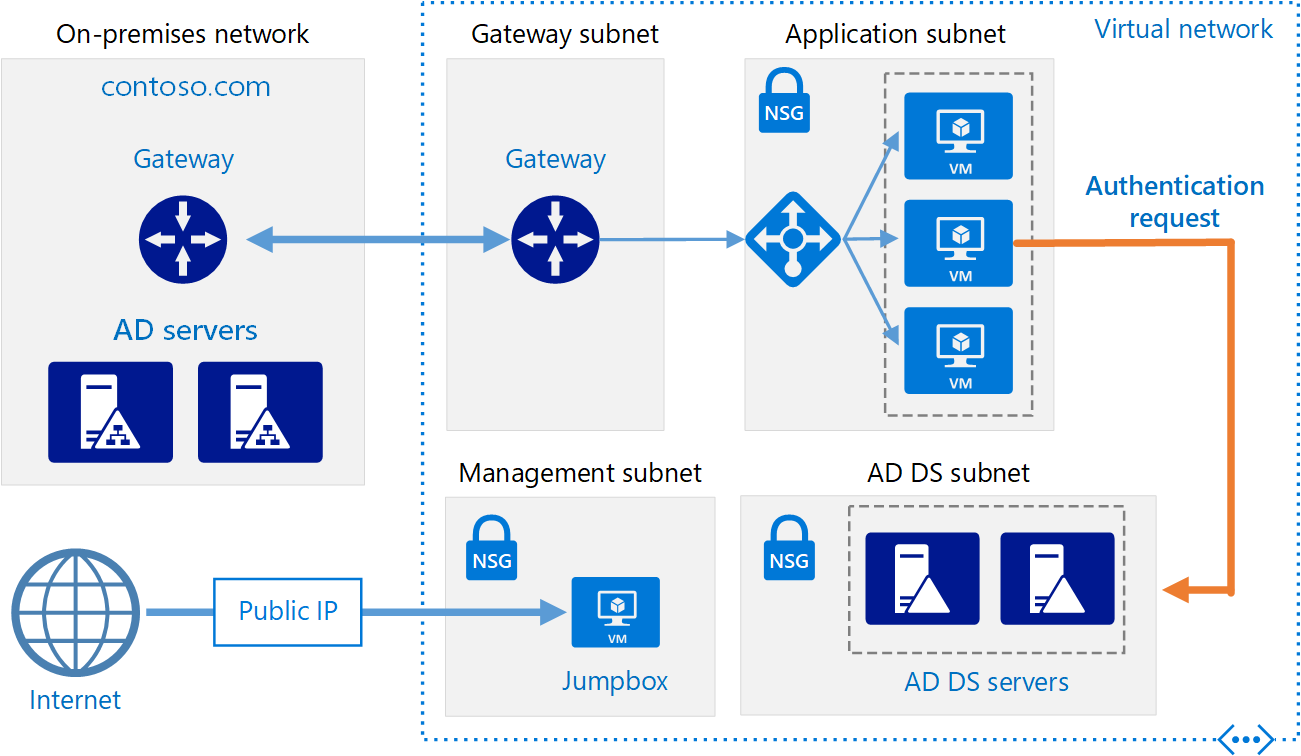 On-premises network
Gateway subnet
Application subnet
Virtual network
contoso.com
NSG
Gateway
Gateway
VM
Authentication
request
VM
AD servers
VM
Management subnet
AD DS subnet
NSG
NSG
Public IP
VM
Jumpbox
AD DS servers
Internet